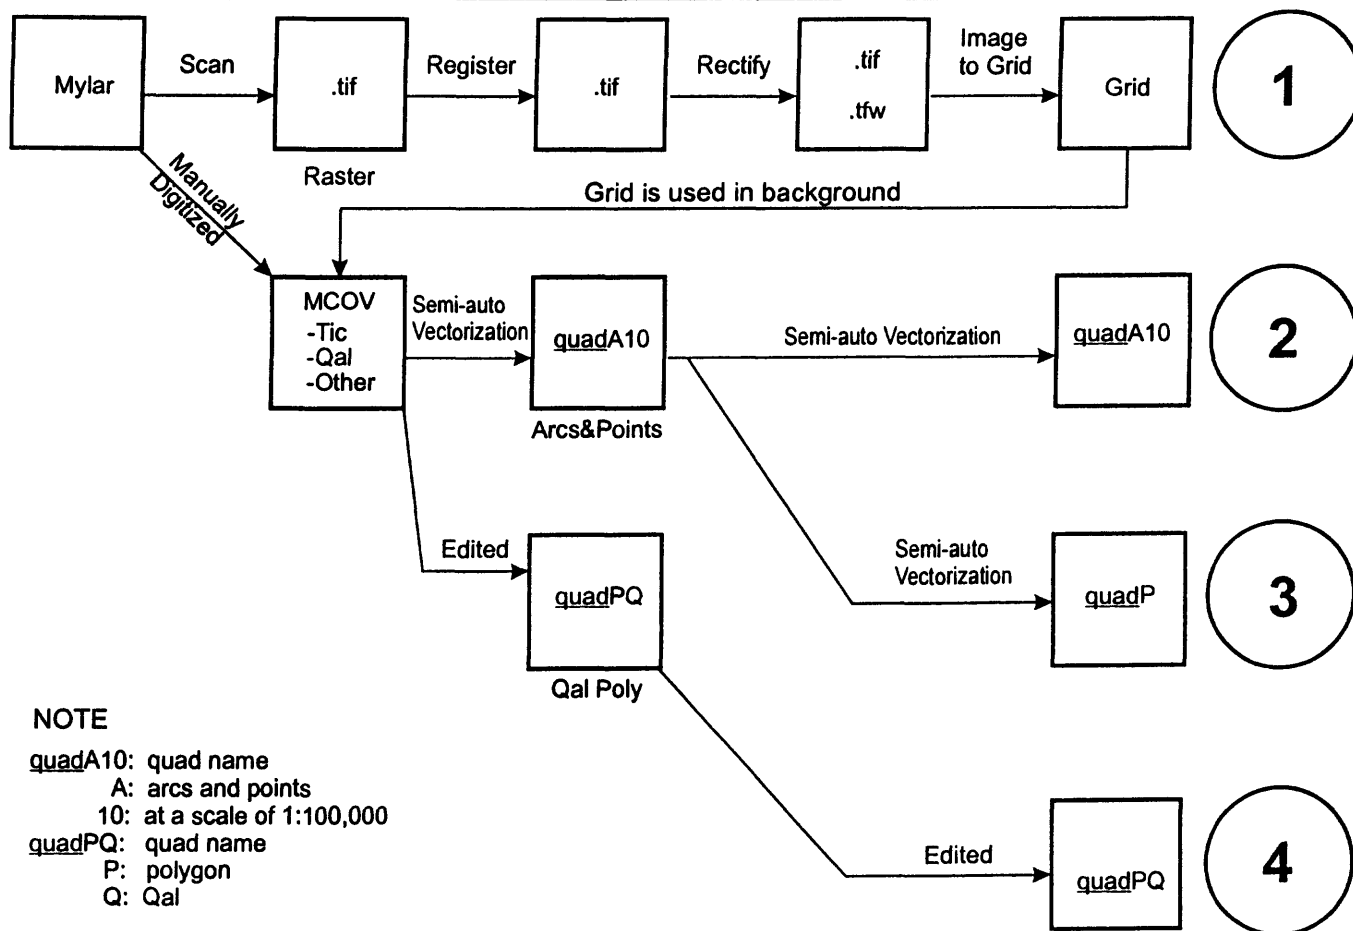 Mylar
Scan
.tif
Raster
Register
.tif
Rectify
.tif
.tfw
Image
to Grid
Grid
1
Manually
Digitized
Grid is used in background
MCOV
-Tic
-Qal
-Other
Semi-auto
Vectorization
quadA10
Arcs&Points
Semi-auto Vectorization
quadA10
2
Edited
quadPQ
Qal Poly
Semi-auto
Vectorization
quadP
3
Edited
quadPQ
4
NOTE
quadA10: quad name
A: arcs and points
10: at a scale of 1:100,000
quadPQ: quad name
P: polygon
Q: Qal